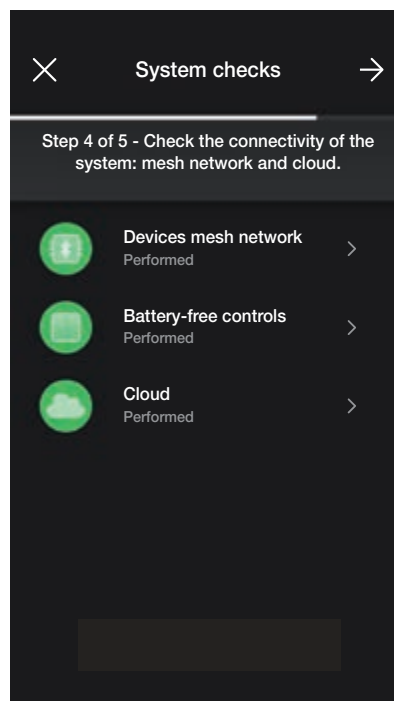 System checks
Step 4 of 5 - Check the connectivity of the
system: mesh network and cloud.
Devices mesh network
Performed
Battery-free controls
Performed
Cloud
Performed